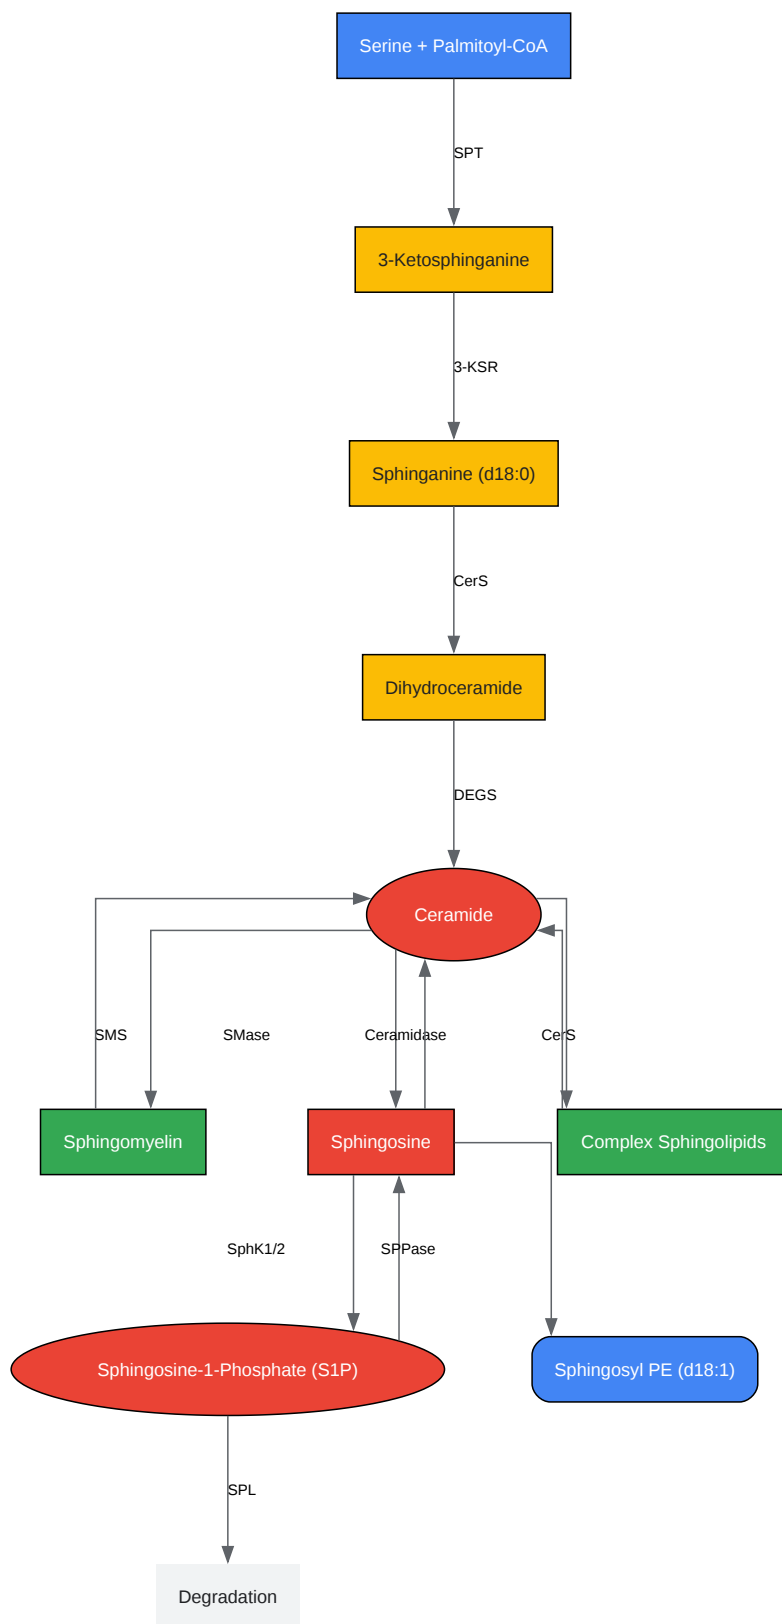 Serine + Palmitoyl-CoA
SPT
3-Ketosphinganine
3-KSR
Sphinganine (d18:0)
CerS
Dihydroceramide
DEGS
Ceramide
SMS
SMase
Ceramidase
CerS
Sphingomyelin
Sphingosine
Complex Sphingolipids
SphK1/2
SPPase
Sphingosine-1-Phosphate (S1P)
Sphingosyl PE (d18:1)
SPL
Degradation